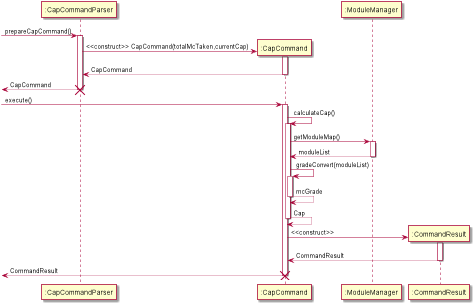 :CapCommandParser
:ModuleManager
prepareCapCommand()
<<construct>> CapCommand(totalMcTaken,currentCap)
:CapCommand
CapCommand
CapCommand
execute()
calculateCap()
getModuleMap()
moduleList
gradeConvert(moduleList)
mcGrade
Cap
<<construct>>
:CommandResult
CommandResult
CommandResult
:CapCommandParser
:CapCommand
:ModuleManager
:CommandResult